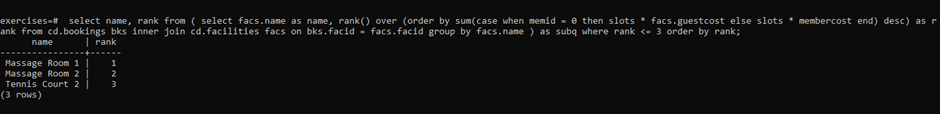 exercises=#  select name, rank from ( select facs.name as name, rank() over (order by sum(case when memid = 0 then slots * facs.guestcost else slots * membercost end) desc) as r
ank from cd.bookings bks inner join cd.facilities facs on bks.facid = facs.facid group by facs.name ) as subq where rank <= 3 order by rank;
      name      | rank
----------------+------
 Massage Room 1 |    1
 Massage Room 2 |    2
 Tennis Court 2 |    3
(3 rows)